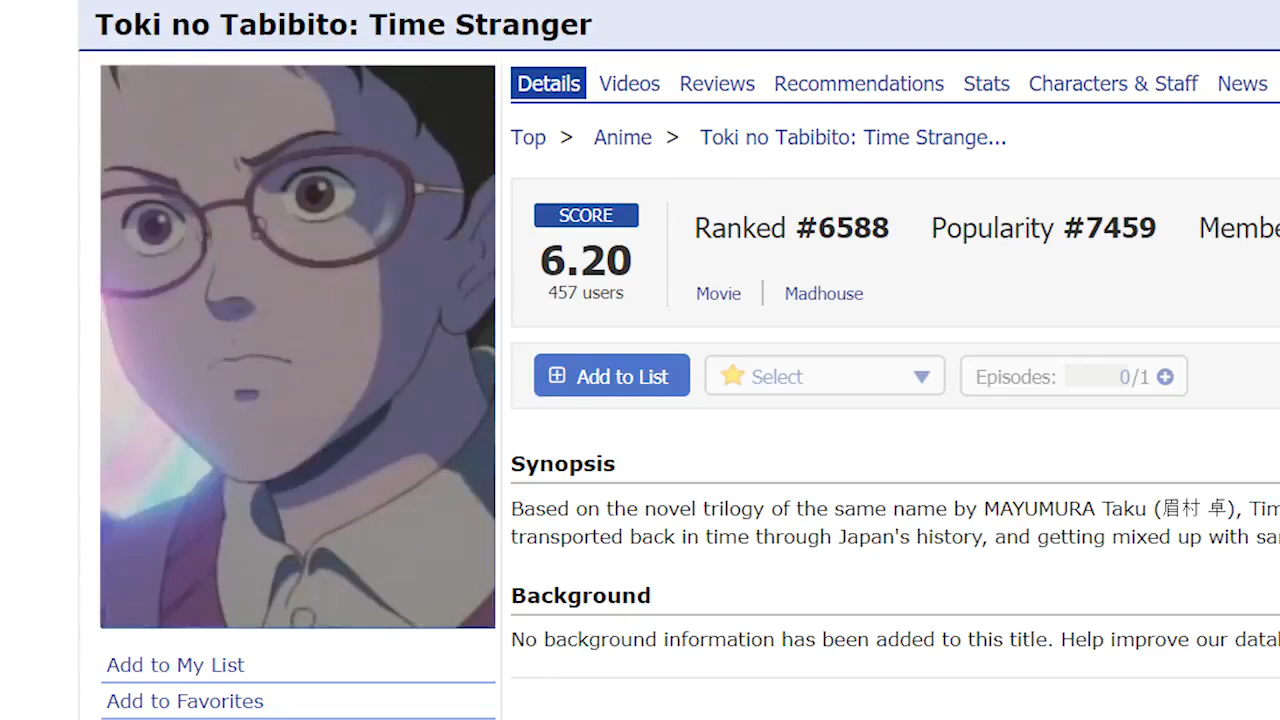 Toki no Tabibito: Time Stranger
Details Videos Reviews Recommendations Stats Characters & Staff News
Top > Anime > Toki no Tabibito: Time Strange...
SCORE
6.20
457 users
Ranked #6588 Popularity #7459 Membe
Movie Madhouse
Add to List Select Episodes: 0/1
Synopsis
Based on the novel trilogy of the same name by MAYUMURA Taku (眉村 卓), Tim
transported back in time through Japan's history, and getting mixed up with sa
Background
No background information has been added to this title. Help improve our data
Add to My List
Add to Favorites